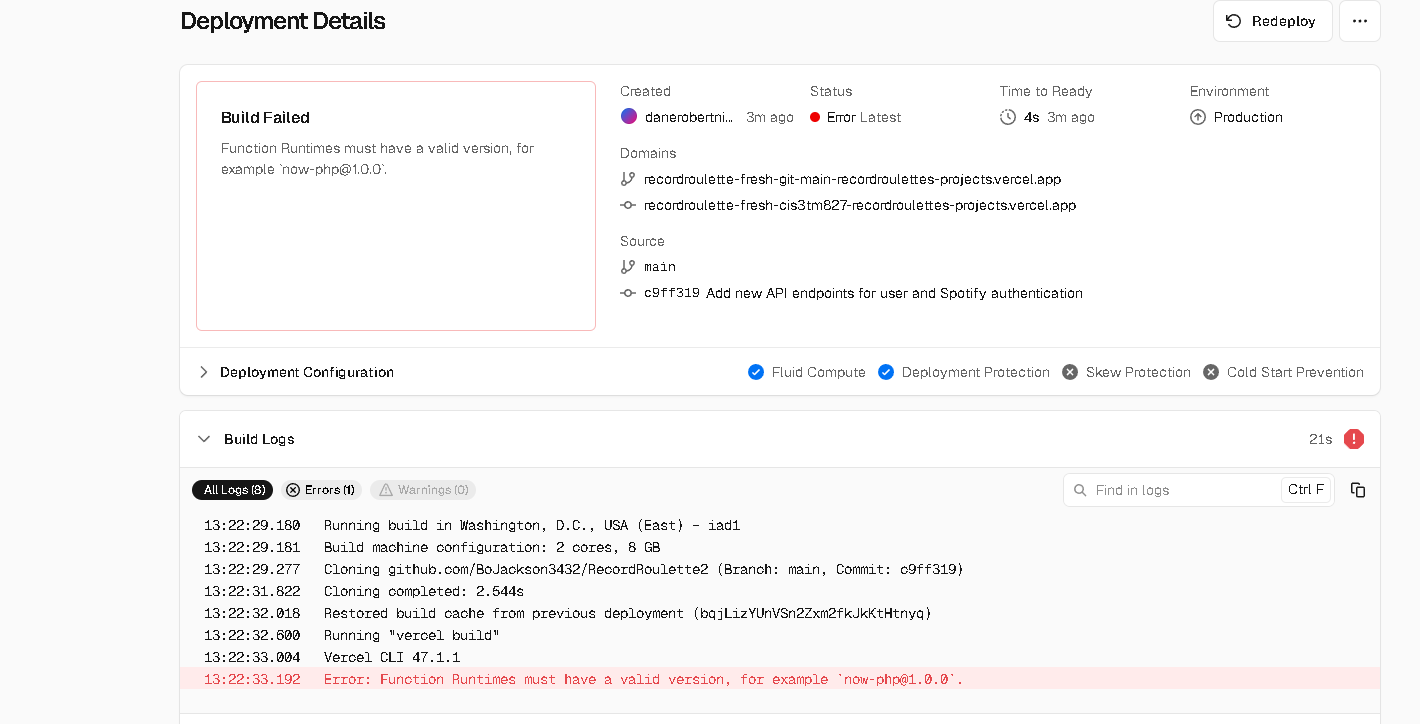 Deployment Details
Redeploy
Build Failed
Function Runtimes must have a valid version, for
example `now-php@1.0.0`.
Created
danerobertni... 3m ago
Status
Error Latest
Time to Ready
4s 3m ago
Environment
Production
Domains
recordroulette-fresh-git-main-recordroulettes-projects.vercel.app
recordroulette-fresh-cis3tm827-recordroulettes-projects.vercel.app
Source
main
c9ff319 Add new API endpoints for user and Spotify authentication
Deployment Configuration
Fluid Compute Deployment Protection Skew Protection Cold Start Prevention
Build Logs
21s
All Logs (8) Errors (1) Warnings (0)
Find in logs Ctrl F
13:22:29.180 Running build in Washington, D.C., USA (East) – iad1
13:22:29.181 Build machine configuration: 2 cores, 8 GB
13:22:29.277 Cloning github.com/BoJackson3432/RecordRoulette2 (Branch: main, Commit: c9ff319)
13:22:31.822 Cloning completed: 2.544s
13:22:32.018 Restored build cache from previous deployment (bqjLizYUnVSn2Zxm2fkJkKtHtnyq)
13:22:32.600 Running "vercel build"
13:22:33.004 Vercel CLI 47.1.1
13:22:33.192 Error: Function Runtimes must have a valid version, for example `now-php@1.0.0`.